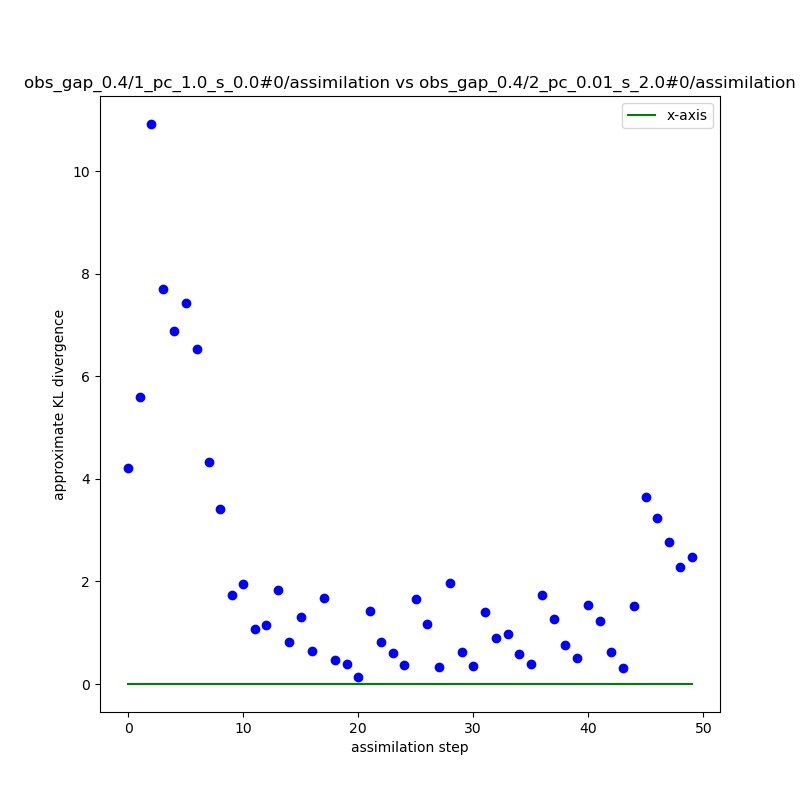 obs_gap_0.4/1_pc_1.0_s_0.0#0/assimilation vs obs_gap_0.4/2_pc_0.01_s_2.0#0/assimilation
x-axis
10
8
6
4
2
0
approximate KL divergence
0 10 20 30 40 50
assimilation step